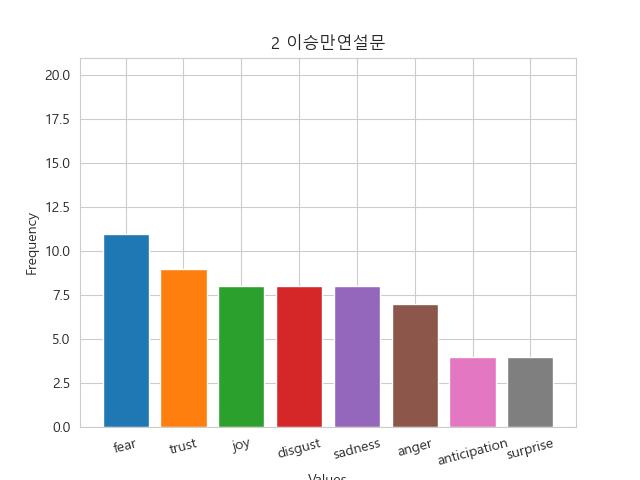 2 이승만연설문
20.0
17.5
15.0
12.5
10.0
7.5
5.0
2.5
0.0
Frequency
fear trust joy disgust sadness anger anticipation surprise
Values